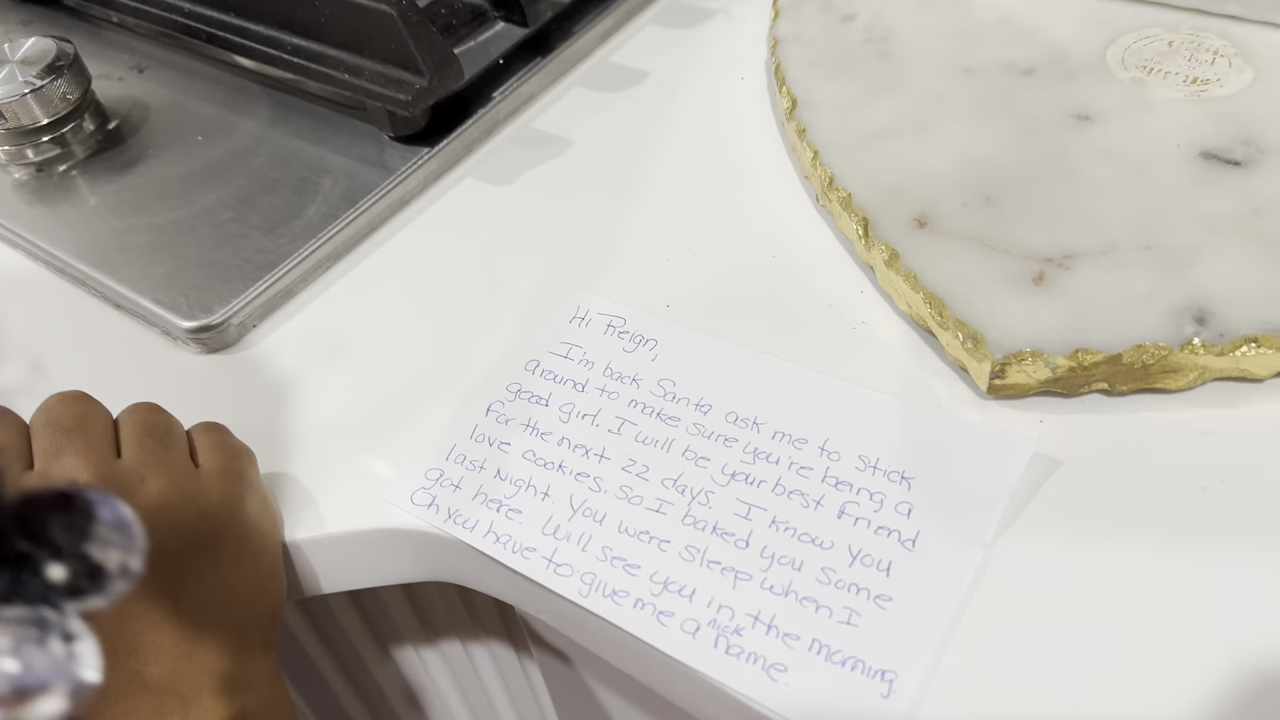 Hi Reign,
I'm back Santa ask me to stick
around to make sure you're being a
good girl. I will be your best friend
for the next 22 days. I know you
love cookies. so I baked you some
last night. You were sleep when I
got here. Will see you in the morning.
Oh you have to give me a nick name.